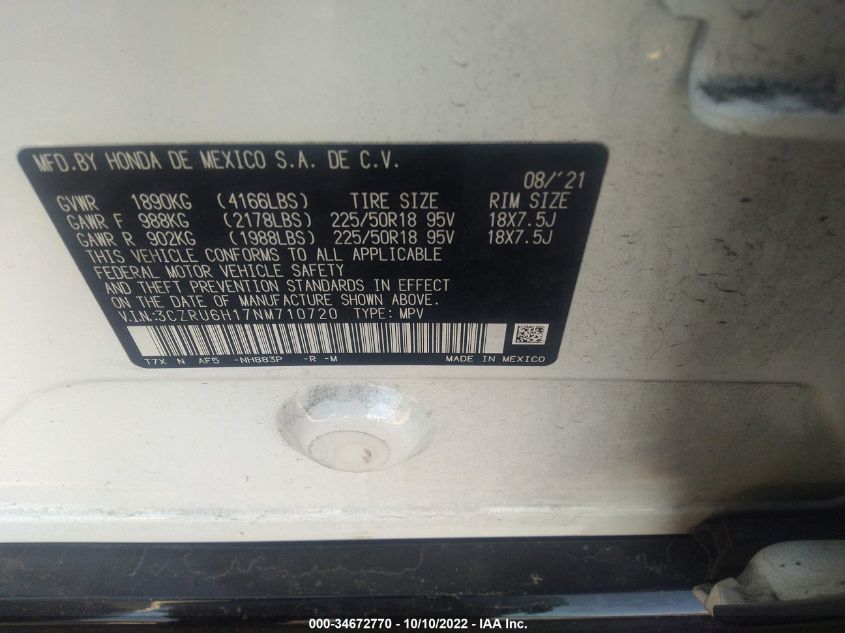 MFD.BY HONDA DE MEXICO S.A. DE C.V.
08/'21
GVWR 1890KG (4166LBS) TIRE SIZE RIM SIZE
GAWR F 988KG (2178LBS) 225/50R18 95V 18X7.5J
GAWR R 902KG (1988LBS) 225/50R18 95V 18X7.5J
THIS VEHICLE CONFORMS TO ALL APPLICABLE
FEDERAL MOTOR VEHICLE SAFETY
AND THEFT PREVENTION STANDARDS IN EFFECT
ON THE DATE OF MANUFACTURE SHOWN ABOVE.
V.I.N:3CZRU6H17NM710720 TYPE: MPV
T7X N AF5 -NH883P -R -M MADE IN MEXICO
000-34672770 - 10/10/2022 - IAA Inc.